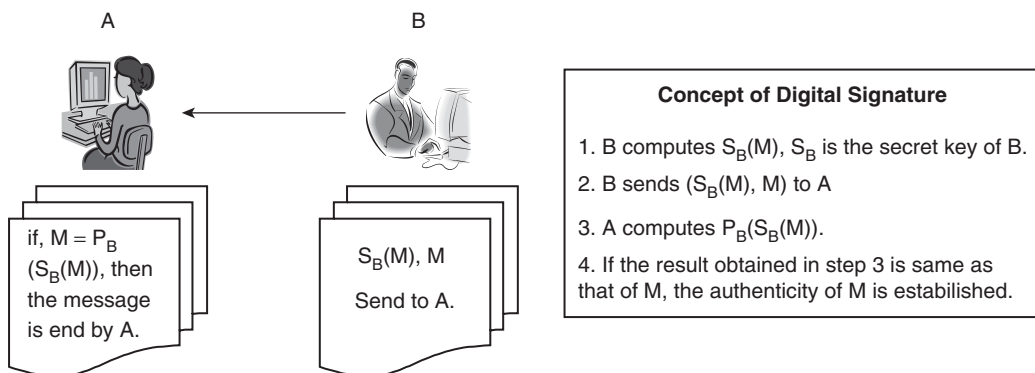 A
B
if, M = P_B
(S_B(M)), then
the message
is end by A.
S_B(M), M
Send to A.
Concept of Digital Signature
1. B computes S_B(M), S_B is the secret key of B.
2. B sends (S_B(M), M) to A
3. A computes P_B(S_B(M)).
4. If the result obtained in step 3 is same as
that of M, the authenticity of M is estabilished.